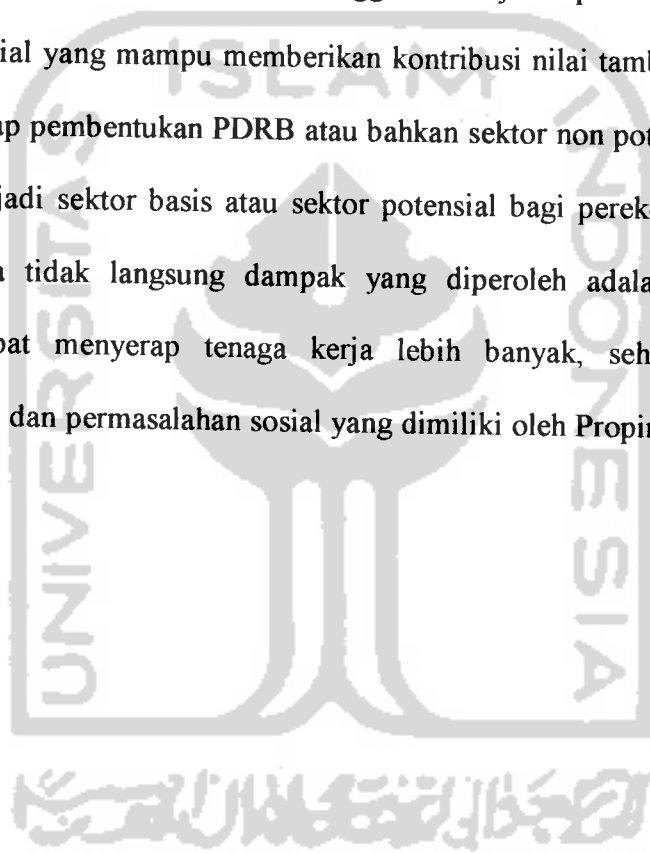 ISLAM
ial yang mampu memberikan kontribusi nilai tamb
ap pembentukan PDRB atau bahkan sektor non pot
jadi sektor basis atau sektor potensial bagi perek
a tidak langsung dampak yang diperoleh adala
pat menyerap tenaga kerja lebih banyak, seh
dan permasalahan sosial yang dimiliki oleh Propin
UNIVERSITAS
INDONESIA